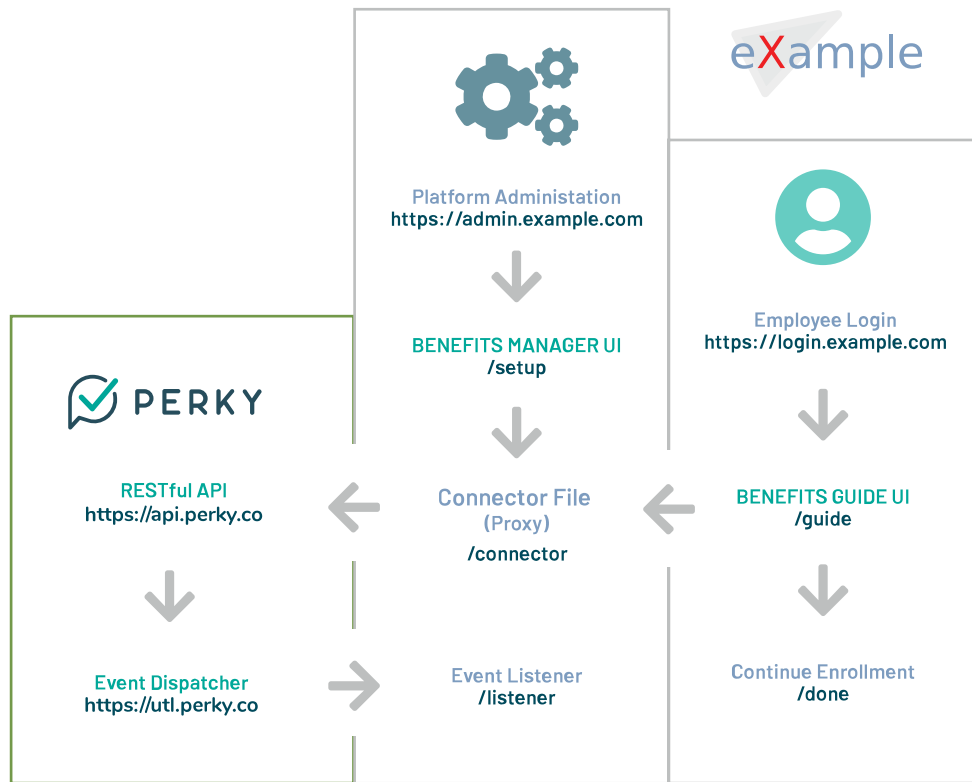 eXample
Platform Administation
https://admin.example.com
BENEFITS MANAGER UI
/setup
Connector File
(Proxy)
/connector
Event Listener
/listener
Employee Login
https://login.example.com
BENEFITS GUIDE UI
/guide
Continue Enrollment
/done
PERKY
RESTful API
https://api.perky.co
Event Dispatcher
https://utl.perky.co